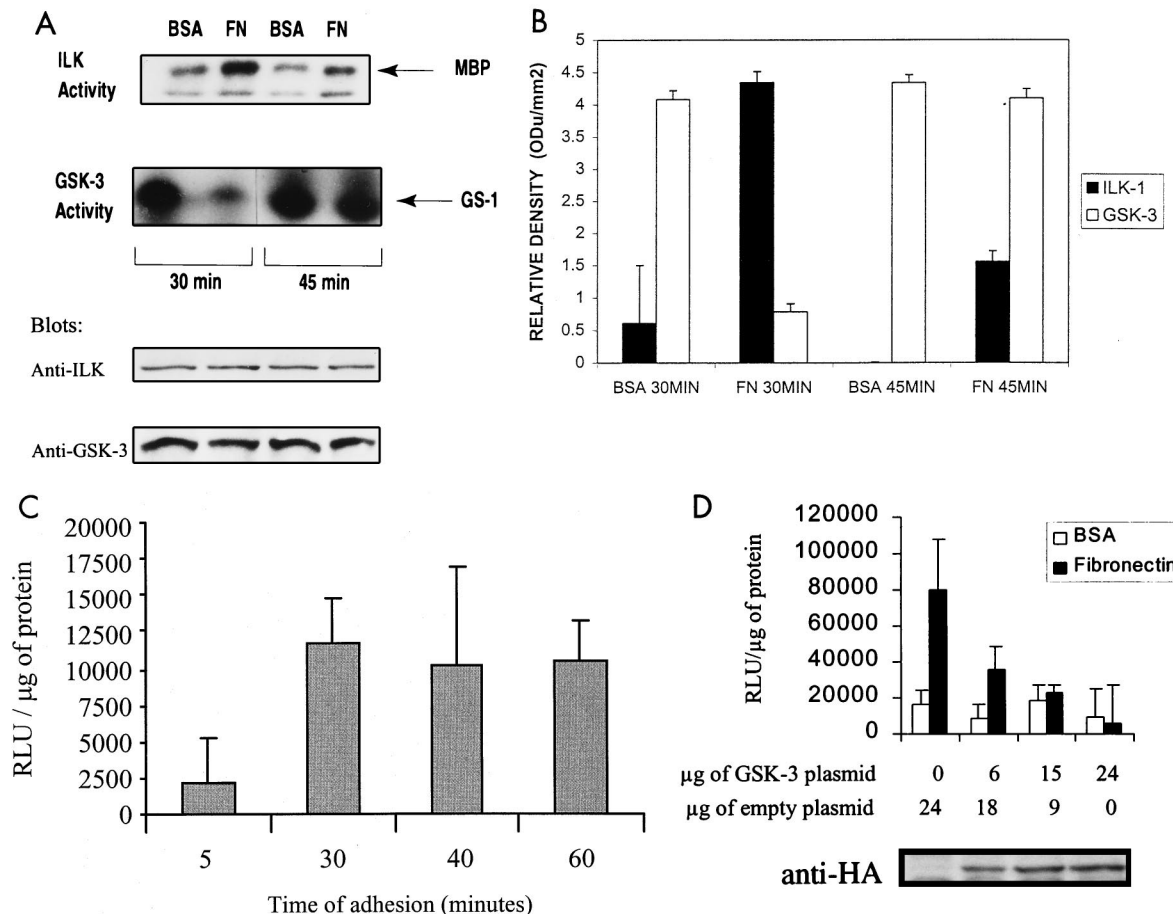 A
BSA FN BSA FN
ILK
Activity
MBP
GSK-3
Activity
GS-1
30 min 45 min
Blots:
Anti-ILK
Anti-GSK-3
B
RELATIVE DENSITY (ODu/mm2)
5
4.5
4
3.5
3
2.5
2
1.5
1
0.5
0
BSA 30MIN FN 30MIN BSA 45MIN FN 45MIN
ILK-1
GSK-3
C
RLU / µg of protein
20000
17500
15000
12500
10000
7500
5000
2500
0
5 30 40 60
Time of adhesion (minutes)
D
RLU/µg of protein
120000
100000
80000
60000
40000
20000
0
BSA
Fibronectin
µg of GSK-3 plasmid 0 6 15 24
µg of empty plasmid 24 18 9 0
anti-HA